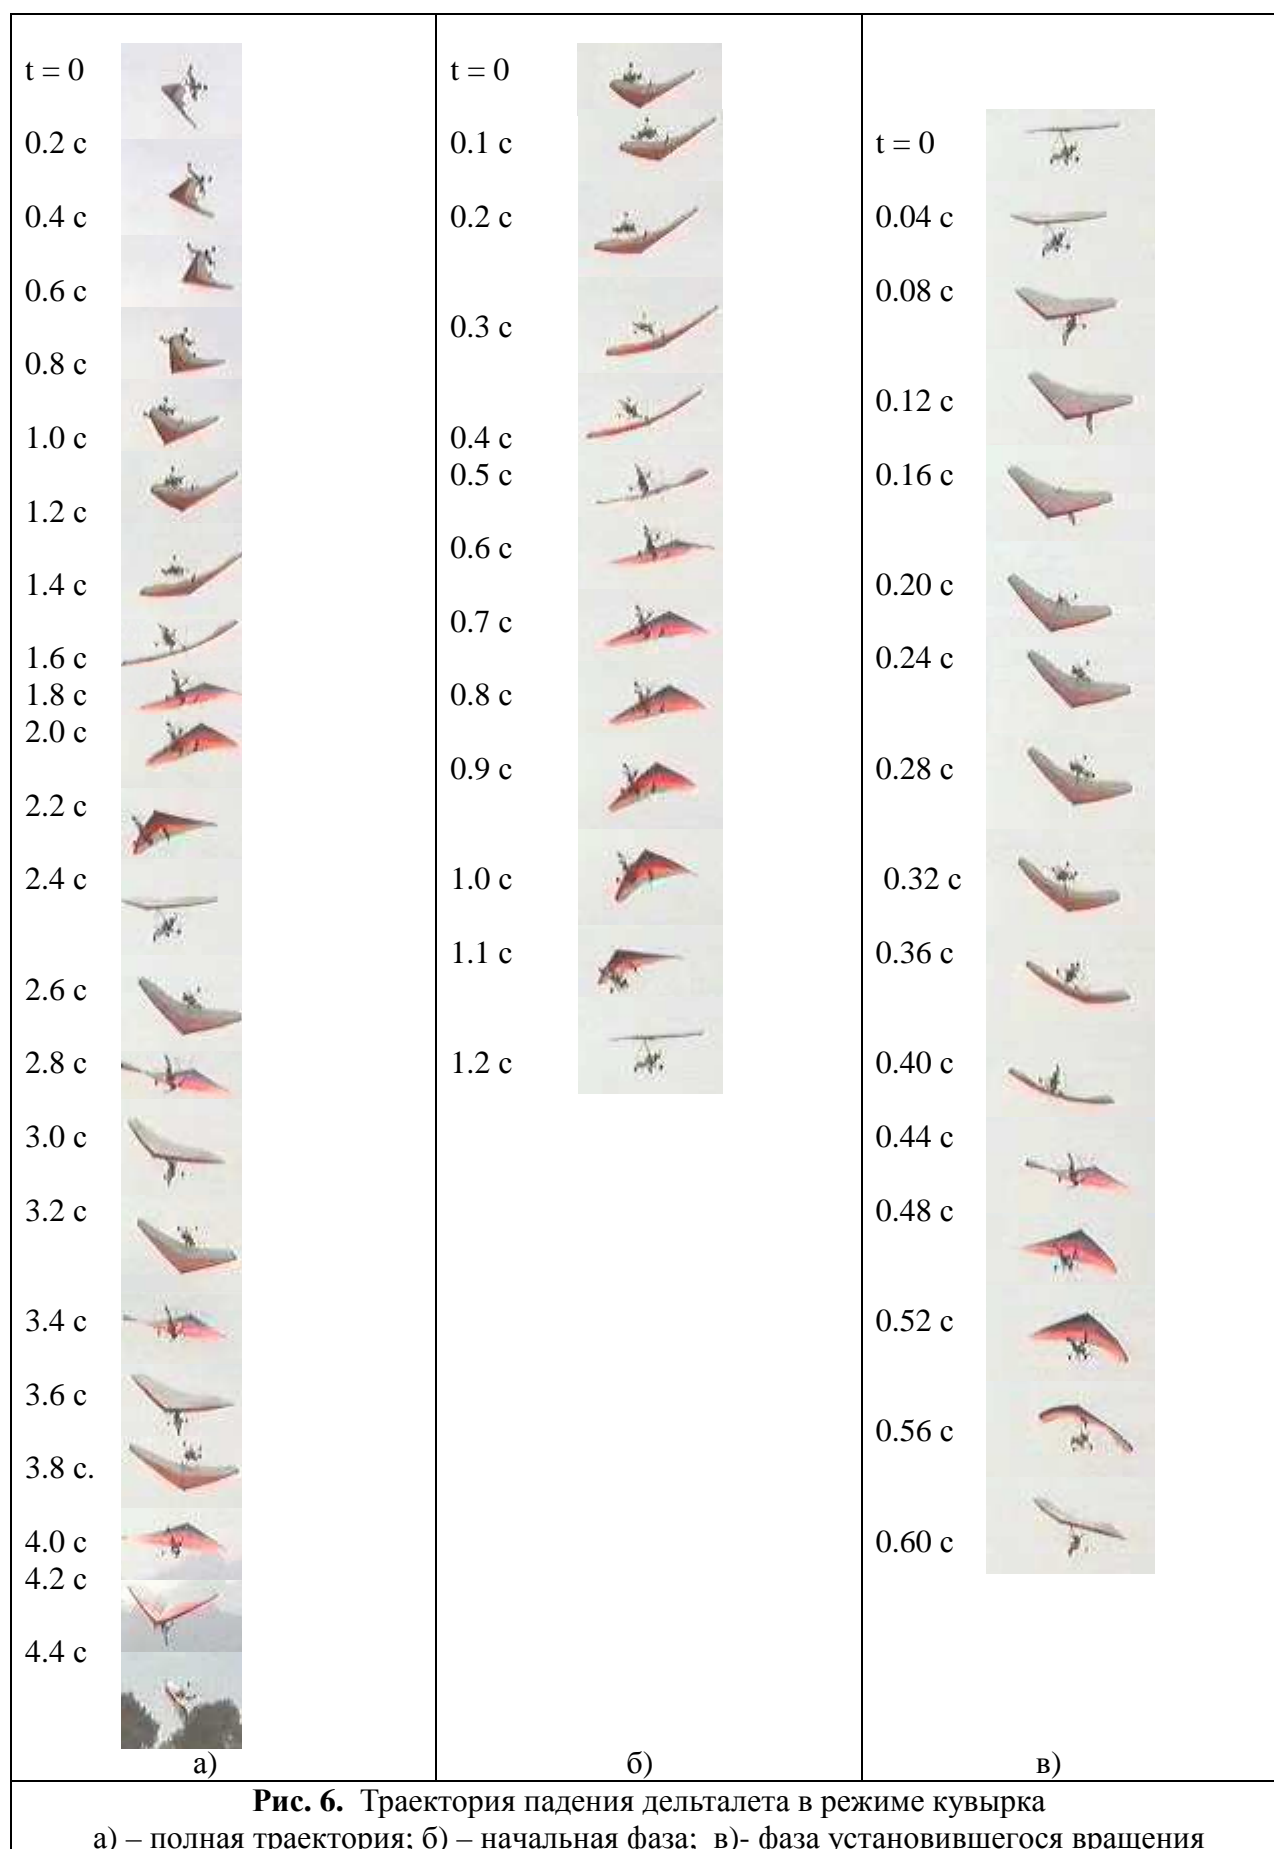 t = 0
0.2 с
0.4 с
0.6 с
0.8 с
1.0 с
1.2 с
1.4 с
1.6 с
1.8 с
2.0 с
2.2 с
2.4 с
2.6 с
2.8 с
3.0 с
3.2 с
3.4 с
3.6 с
3.8 с.
4.0 с
4.2 с
4.4 с
а)
t = 0
0.1 с
0.2 с
0.3 с
0.4 с
0.5 с
0.6 с
0.7 с
0.8 с
0.9 с
1.0 с
1.1 с
1.2 с
б)
t = 0
0.04 с
0.08 с
0.12 с
0.16 с
0.20 с
0.24 с
0.28 с
0.32 с
0.36 с
0.40 с
0.44 с
0.48 с
0.52 с
0.56 с
0.60 с
в)
Рис. 6. Траектория падения дельталета в режиме кувырка
а) – полная траектория; б) – начальная фаза; в)- фаза установившегося вращения